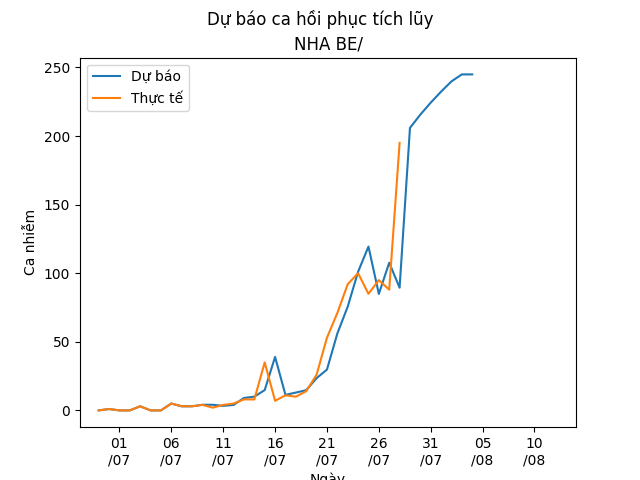 Dự báo ca hồi phục tích lũy
NHA BE/
Dự báo
Thực tế
Ca nhiễm
250
200
150
100
50
0
01 06 11 16 21 26 31 05 10
/07 /07 /07 /07 /07 /07 /07 /08 /08
Ngày